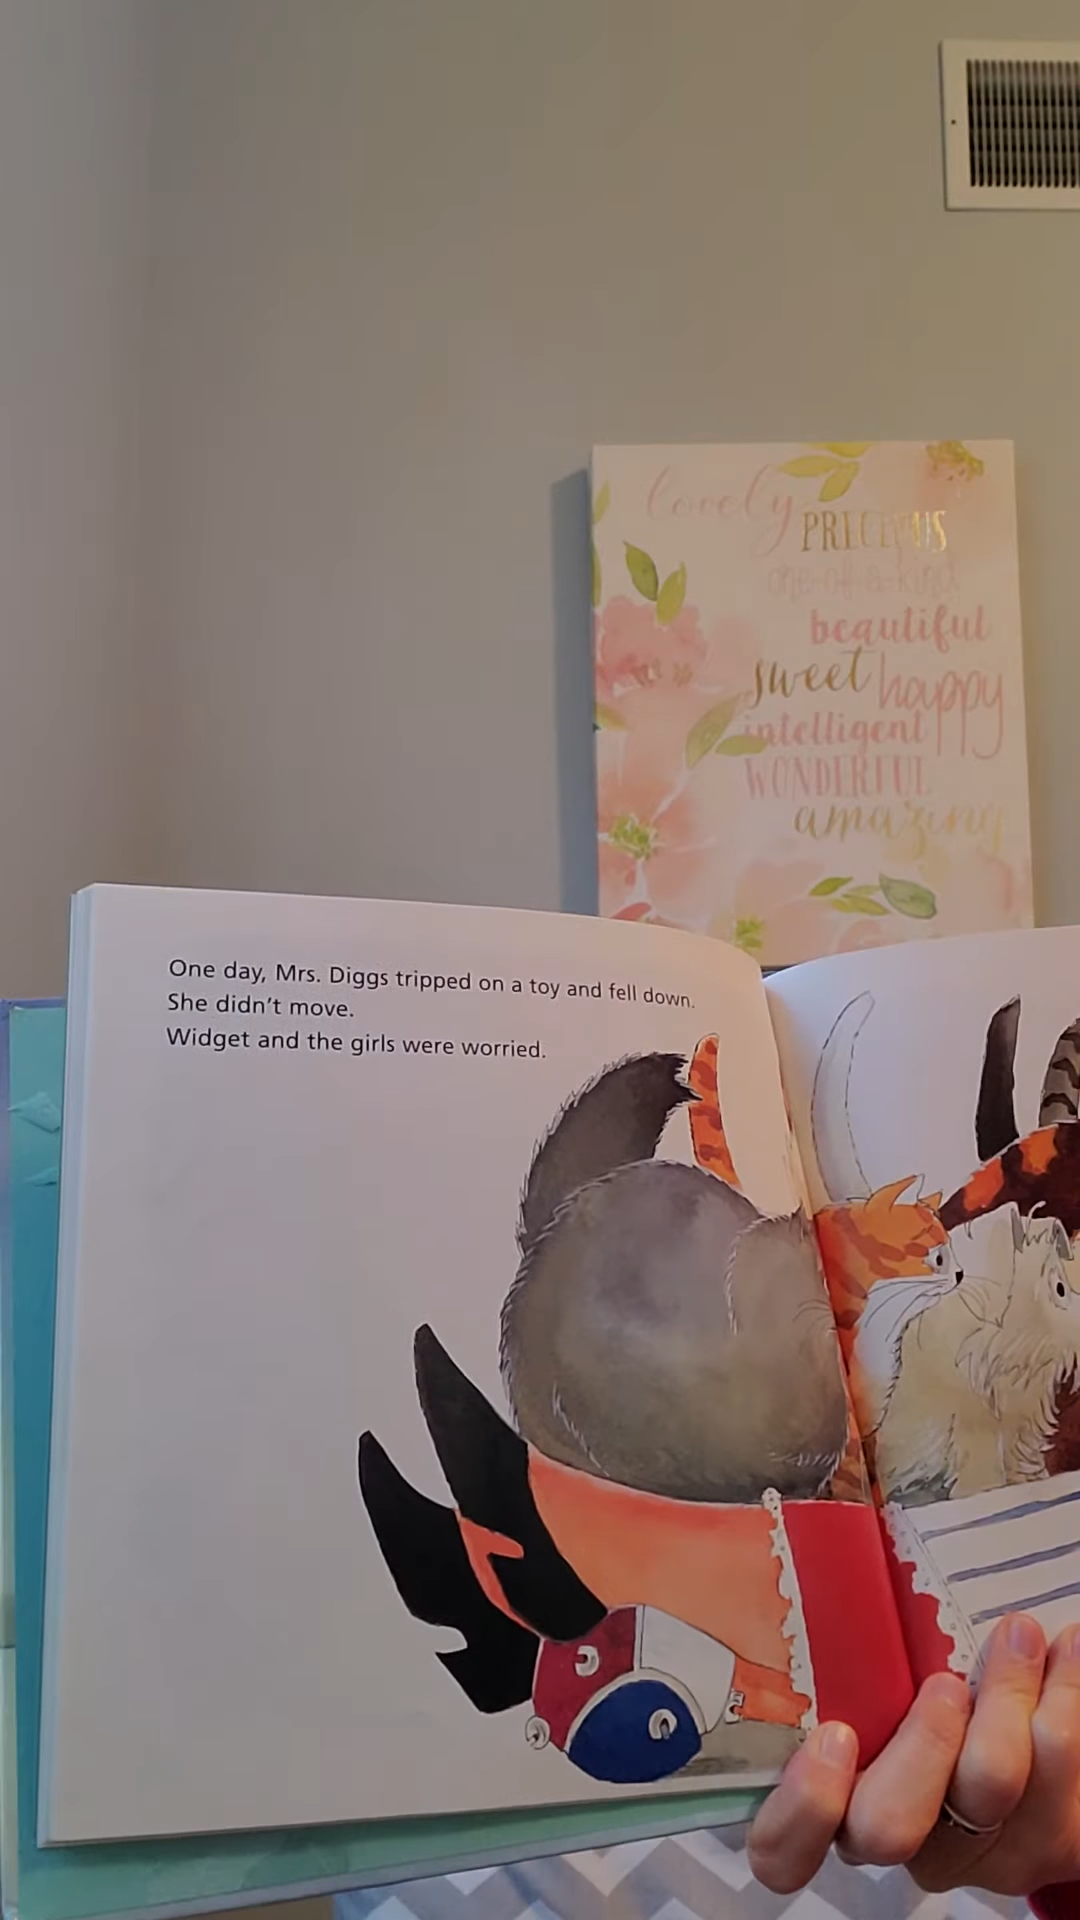 lovely
PRECIOUS
one-of-a-kind
beautiful
sweet happy
intelligent
WONDERFUL
amazing
One day, Mrs. Diggs tripped on a toy and fell down.
She didn't move.
Widget and the girls were worried.